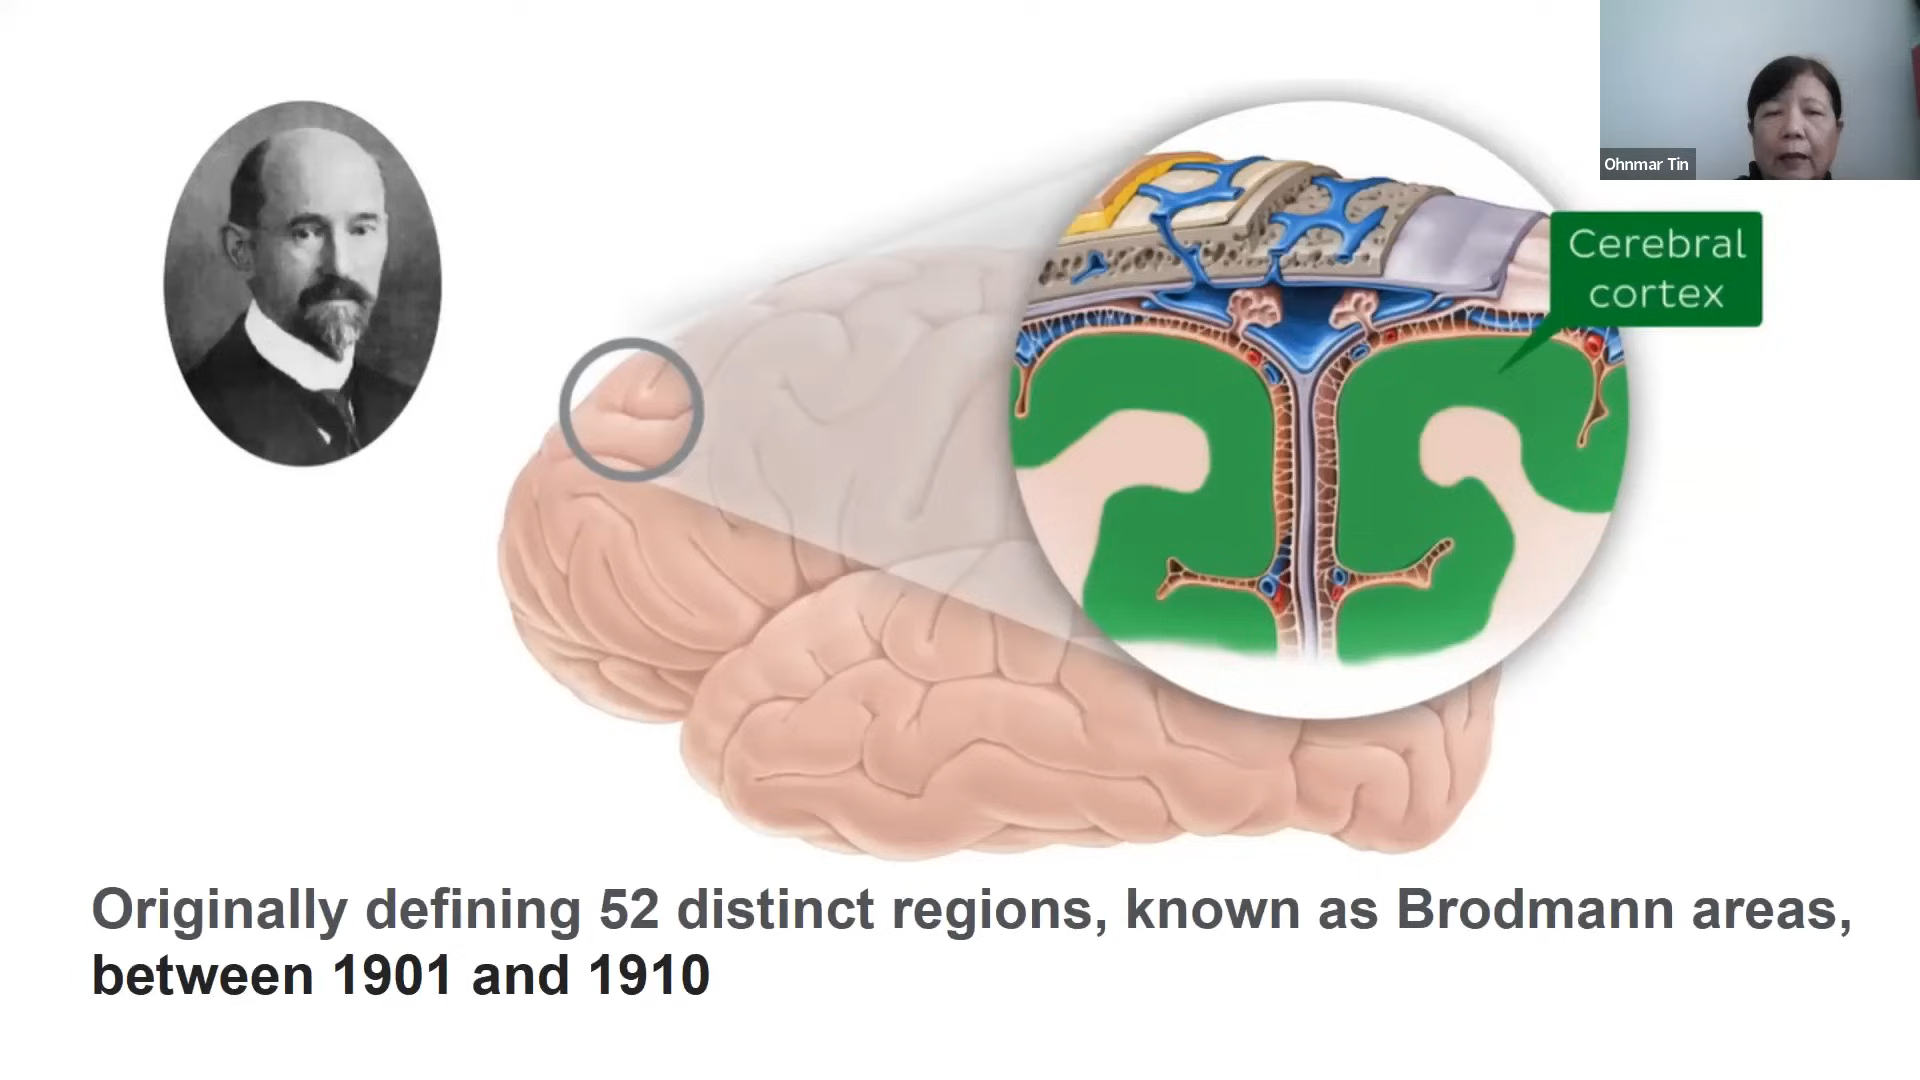 Ohnmar Tin
Cerebral
cortex
Originally defining 52 distinct regions, known as Brodmann areas,
between 1901 and 1910